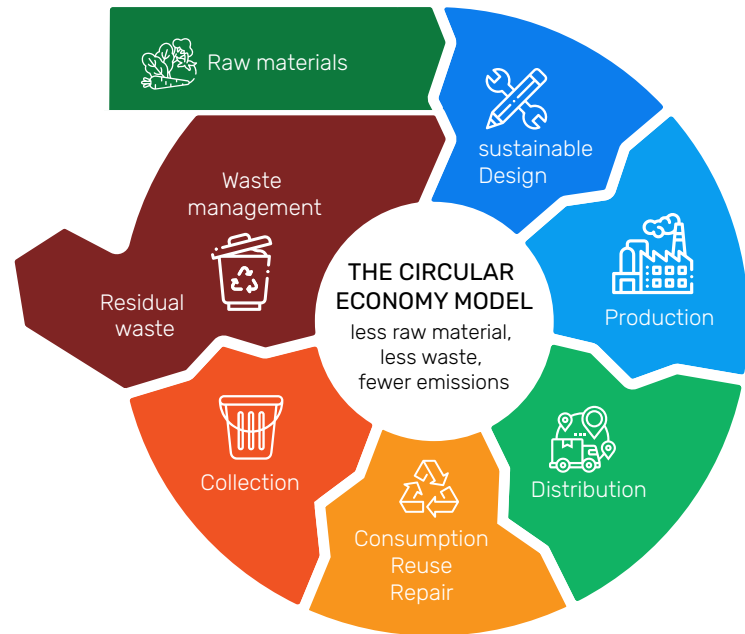 Raw materials
sustainable
Design
Production
Distribution
Consumption
Reuse
Repair
Collection
Waste
management
Residual
waste
THE CIRCULAR
ECONOMY MODEL
less raw material,
less waste,
fewer emissions